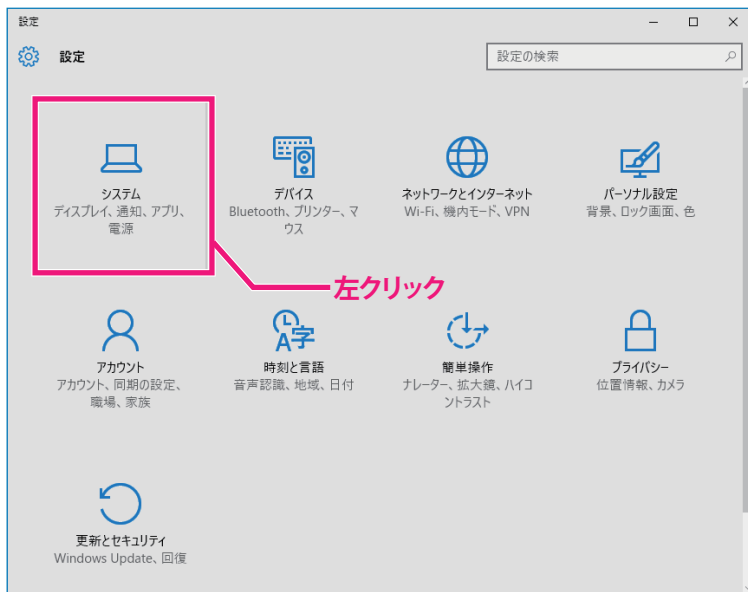 設定
設定
設定の検索
システム
ディスプレイ、通知、アプリ、
電源
デバイス
Bluetooth、プリンター、マ
ウス
ネットワークとインターネット
Wi-Fi、機内モード、VPN
パーソナル設定
背景、ロック画面、色
左クリック
アカウント
アカウント、同期の設定、
職場、家族
時刻と言語
音声認識、地域、日付
簡単操作
ナレーター、拡大鏡、ハイコ
ントラスト
プライバシー
位置情報、カメラ
更新とセキュリティ
Windows Update、回復